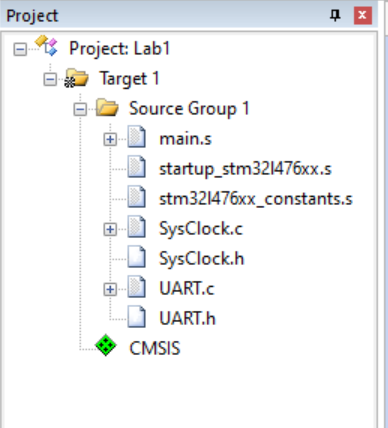 Project
Project: Lab1
Target 1
Source Group 1
main.s
startup_stm32l476xx.s
stm32l476xx_constants.s
SysClock.c
SysClock.h
UART.c
UART.h
CMSIS